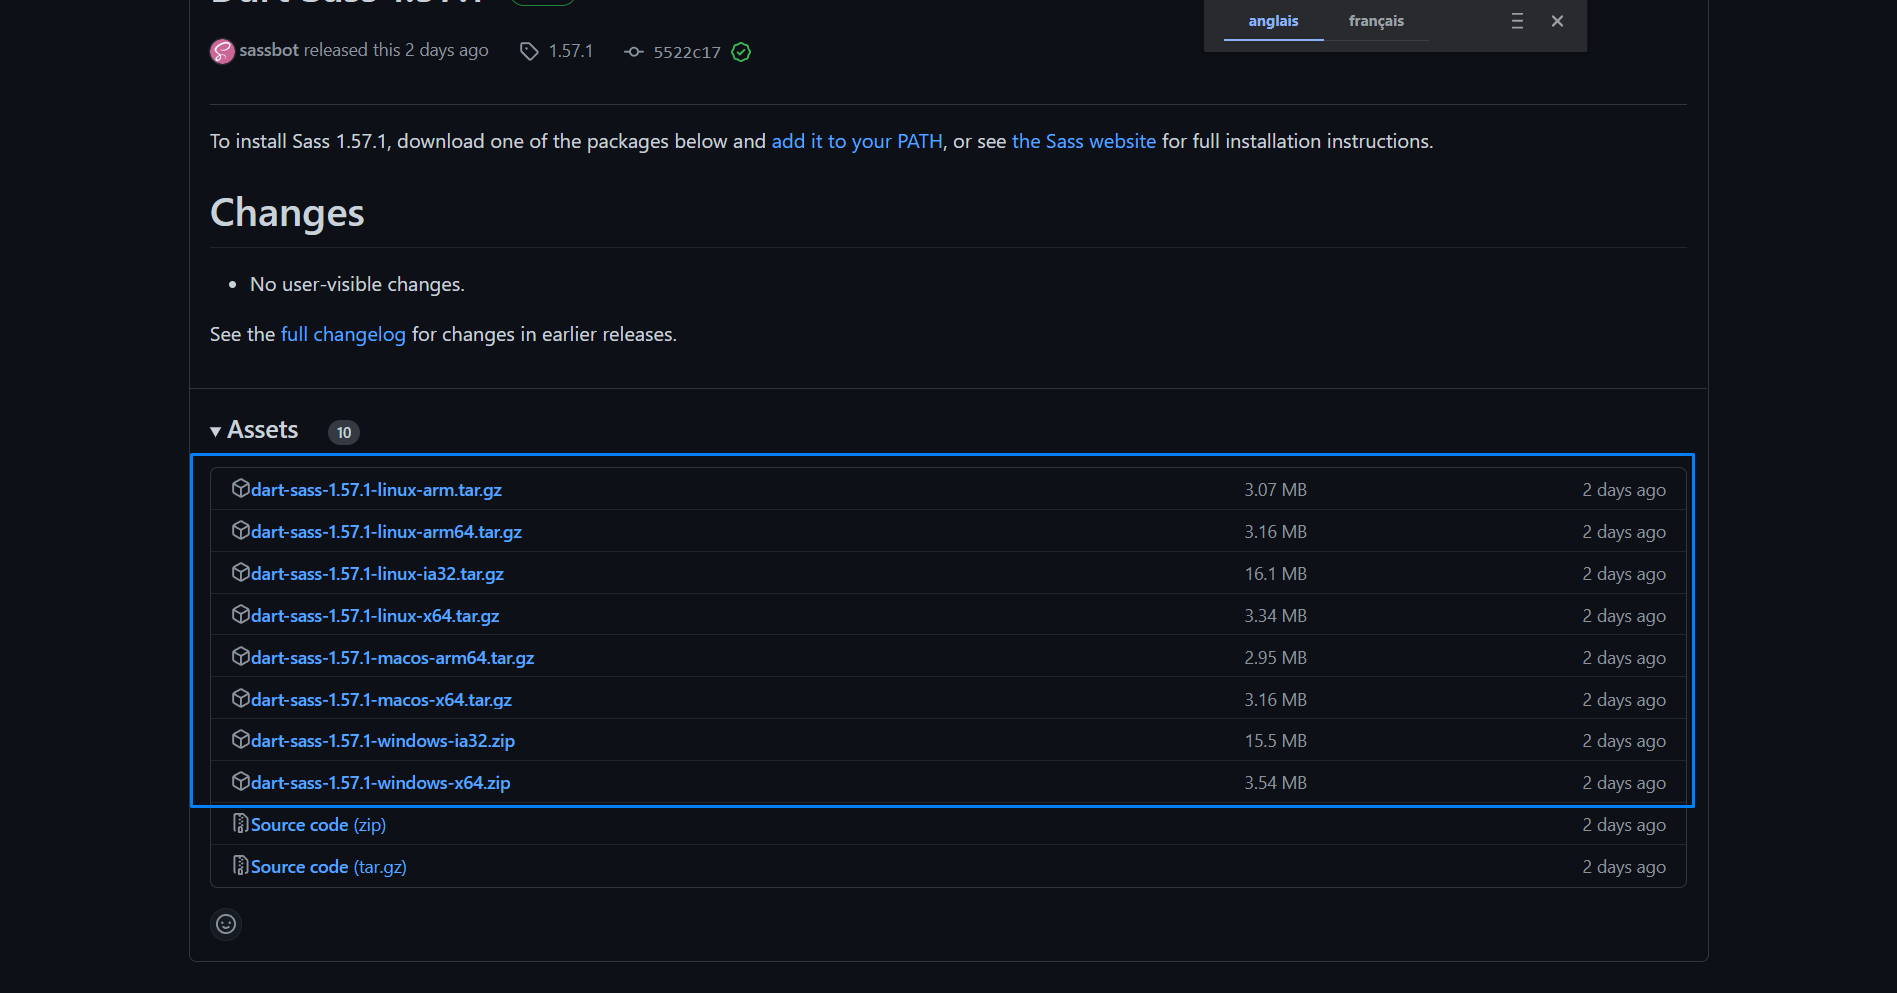 Dart Sass 1.57.1
anglais français
sassbot released this 2 days ago 1.57.1 5522c17
To install Sass 1.57.1, download one of the packages below and add it to your PATH, or see the Sass website for full installation instructions.
Changes
• No user-visible changes.
See the full changelog for changes in earlier releases.
Assets 10
dart-sass-1.57.1-linux-arm.tar.gz 3.07 MB 2 days ago
dart-sass-1.57.1-linux-arm64.tar.gz 3.16 MB 2 days ago
dart-sass-1.57.1-linux-ia32.tar.gz 16.1 MB 2 days ago
dart-sass-1.57.1-linux-x64.tar.gz 3.34 MB 2 days ago
dart-sass-1.57.1-macos-arm64.tar.gz 2.95 MB 2 days ago
dart-sass-1.57.1-macos-x64.tar.gz 3.16 MB 2 days ago
dart-sass-1.57.1-windows-ia32.zip 15.5 MB 2 days ago
dart-sass-1.57.1-windows-x64.zip 3.54 MB 2 days ago
Source code (zip) 2 days ago
Source code (tar.gz) 2 days ago